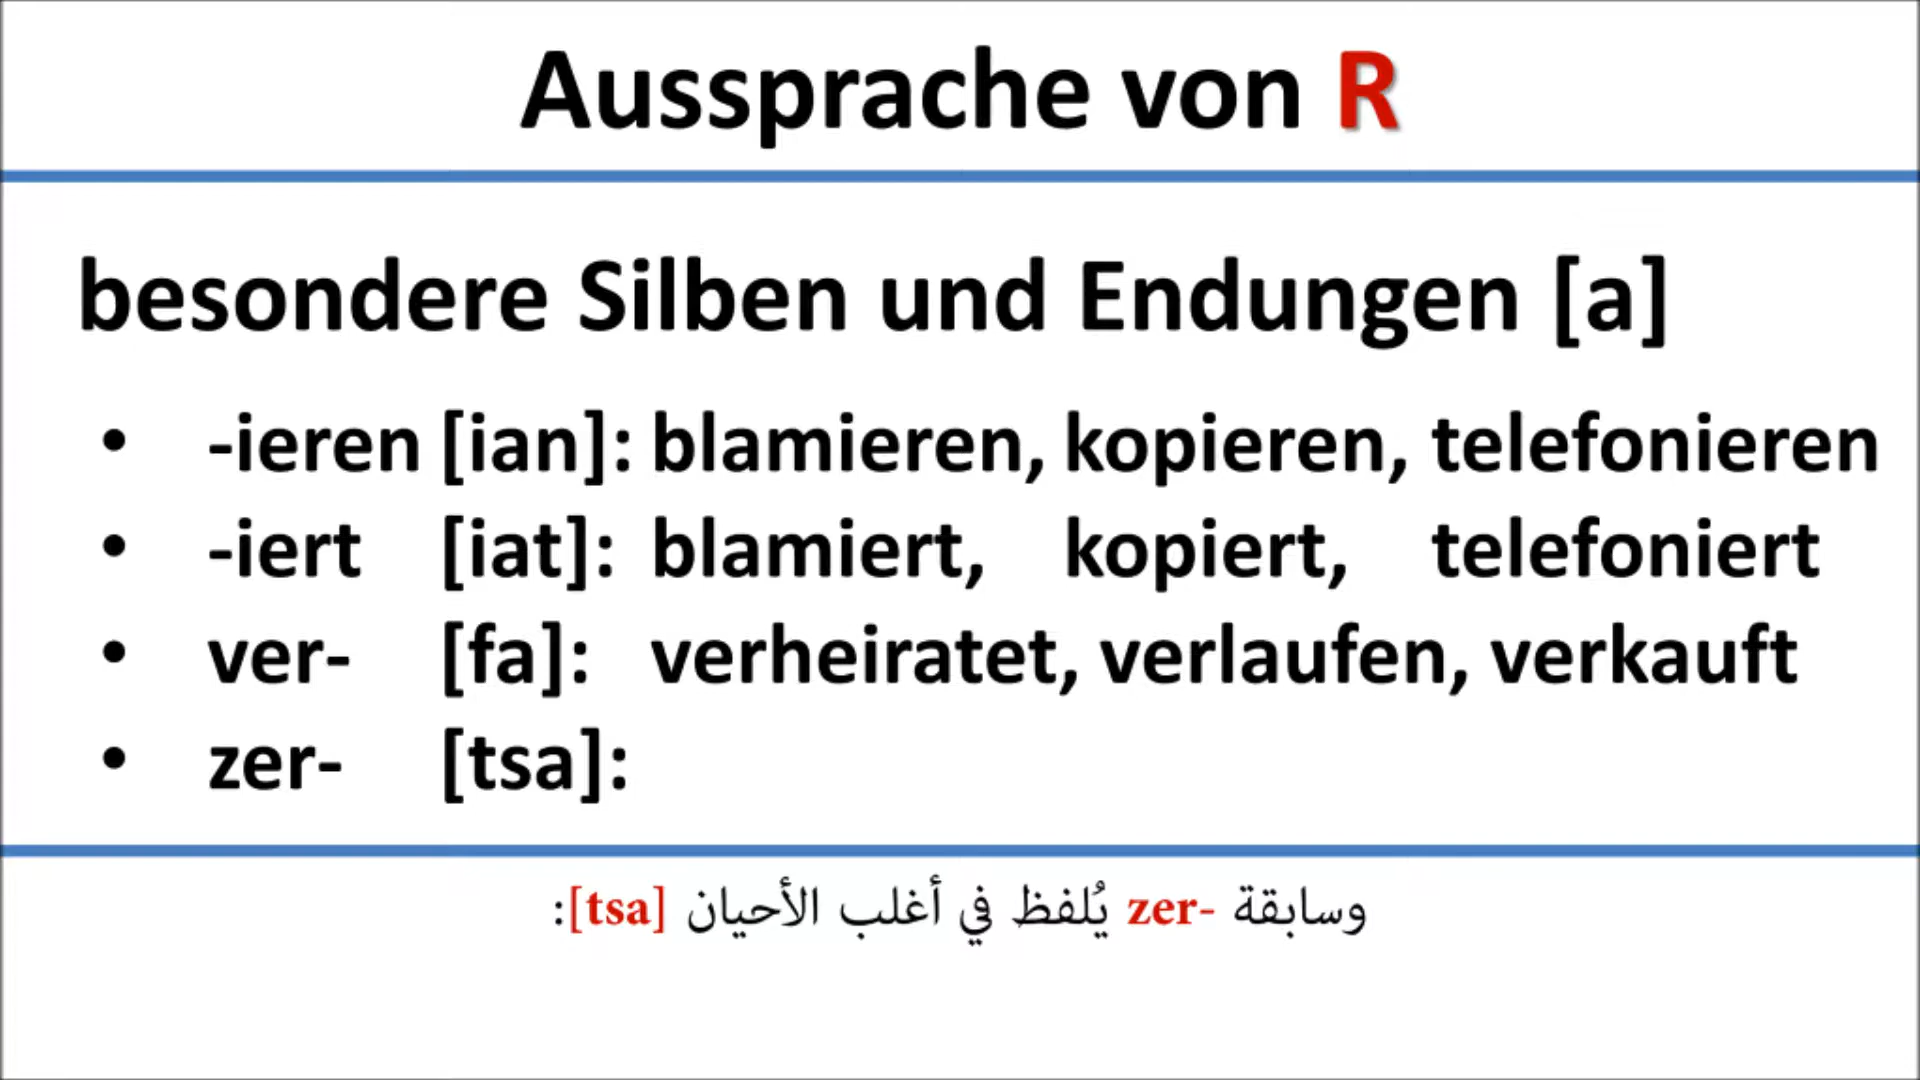 Aussprache von R
besondere Silben und Endungen [a]
• -ieren [ian]: blamieren, kopieren, telefonieren
• -iert [iat]: blamiert, kopiert, telefoniert
• ver- [fa]: verheiratet, verlaufen, verkauft
• zer- [tsa]:
وسابقة zer- يُلفظ في أغلب الأحيان [tsa]: